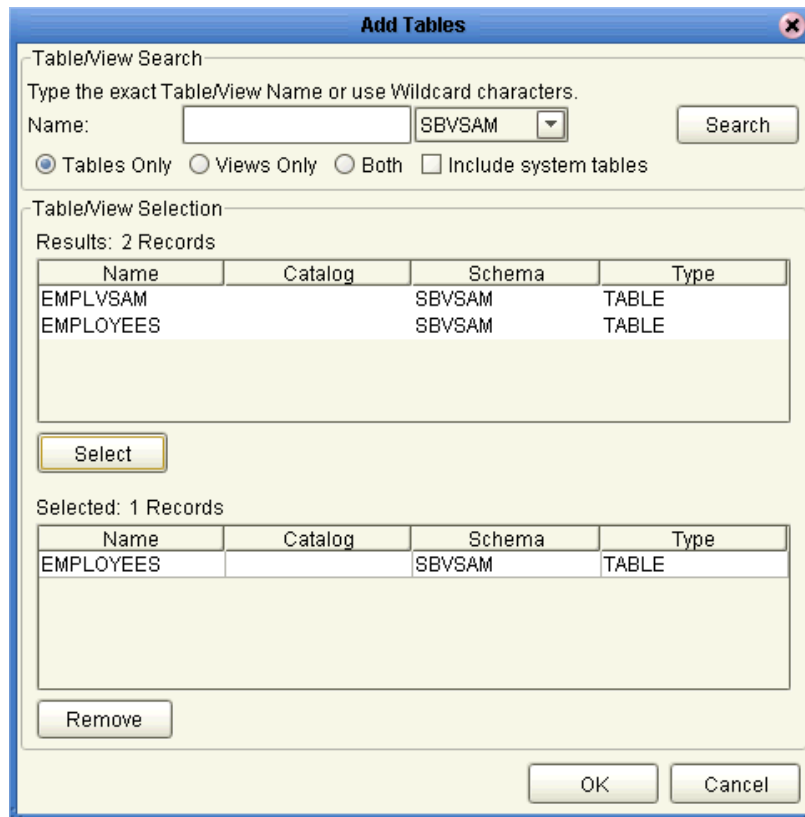 Add Tables
Table/View Search
Type the exact Table/View Name or use Wildcard characters.
Name: SBVSAM Search
Tables Only Views Only Both Include system tables
Table/View Selection
Results: 2 Records
Name Catalog Schema Type
EMPLVSAM SBVSAM TABLE
EMPLOYEES SBVSAM TABLE
Select
Selected: 1 Records
Name Catalog Schema Type
EMPLOYEES SBVSAM TABLE
Remove
OK Cancel